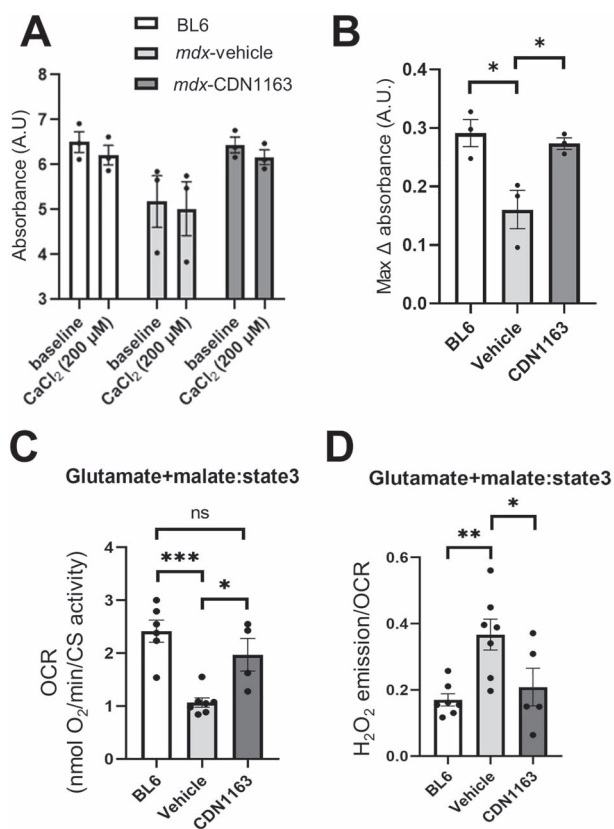 A
BL6
mdx-vehicle
mdx-CDN1163
Absorbance (A.U)
6
5
4
3
7
baseline
CaCl₂ (200 µM)
baseline
CaCl₂ (200 µM)
baseline
CaCl₂ (200 µM)
B
*
*
Max Δ absorbance (A.U.)
0.4
0.3
0.2
0.1
0.0
BL6
Vehicle
CDN1163
C
Glutamate+malate:state3
ns
***
*
OCR
(nmol O₂/min/CS activity)
4
3
2
1
0
BL6
Vehicle
CDN1163
D
Glutamate+malate:state3
*
**
H₂O₂ emission/OCR
0.6
0.4
0.2
0.0
BL6
Vehicle
CDN1163